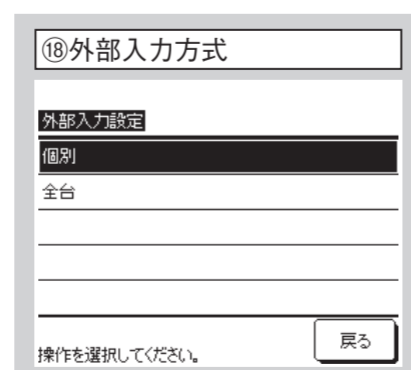 ⑱外部入力方式
外部入力設定
個別
全台
操作を選択してください。
戻る